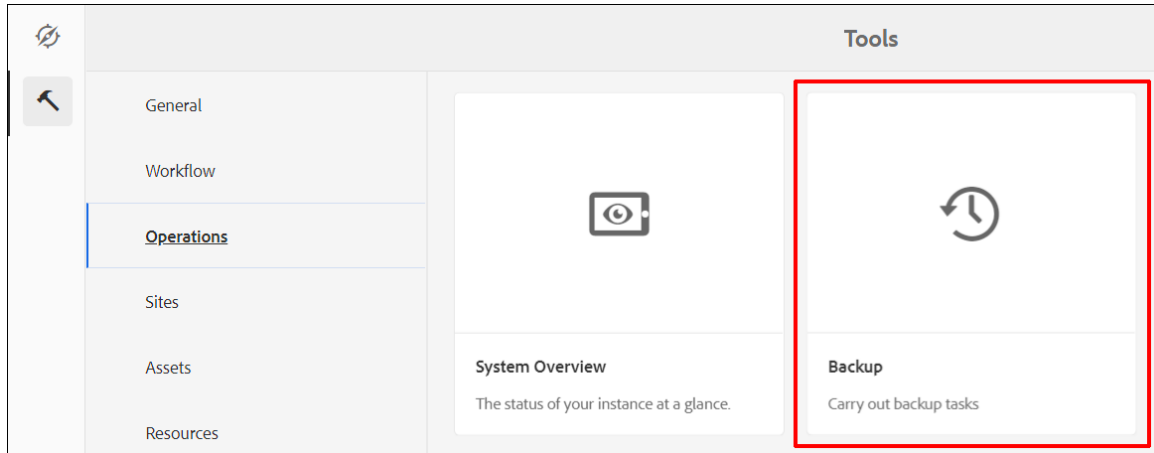 Tools
General
Workflow
Operations
Sites
Assets
Resources
System Overview
The status of your instance at a glance.
Backup
Carry out backup tasks